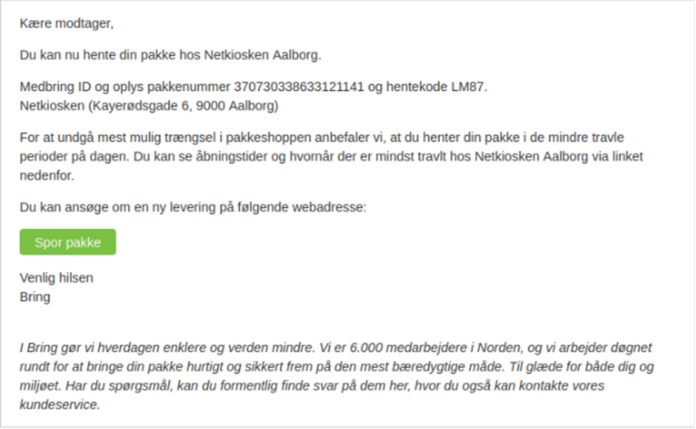 Kære modtager,
Du kan nu hente din pakke hos Netkiosken Aalborg.
Medbring ID og oplys pakkenummer 370730338633121141 og hentekode LM87.
Netkiosken (Kayerødsgade 6, 9000 Aalborg)
For at undgå mest mulig trængsel i pakkeshoppen anbefaler vi, at du henter din pakke i de mindre travle
perioder på dagen. Du kan se åbningstider og hvornår der er mindst travlt hos Netkiosken Aalborg via linket
nedenfor.
Du kan ansøge om en ny levering på følgende webadresse:
Spor pakke
Venlig hilsen
Bring
I Bring gør vi hverdagen enklere og verden mindre. Vi er 6.000 medarbejdere i Norden, og vi arbejder døgnet
rundt for at bringe din pakke hurtigt og sikkert frem på den mest bæredygtige måde. Til glæde for både dig og
miljøet. Har du spørgsmål, kan du formentlig finde svar på dem her, hvor du også kan kontakte vores
kundeservice.